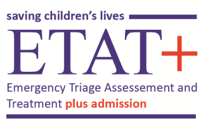 saving children's lives
ETAT+
Emergency Triage Assessement and
Treatment plus admission